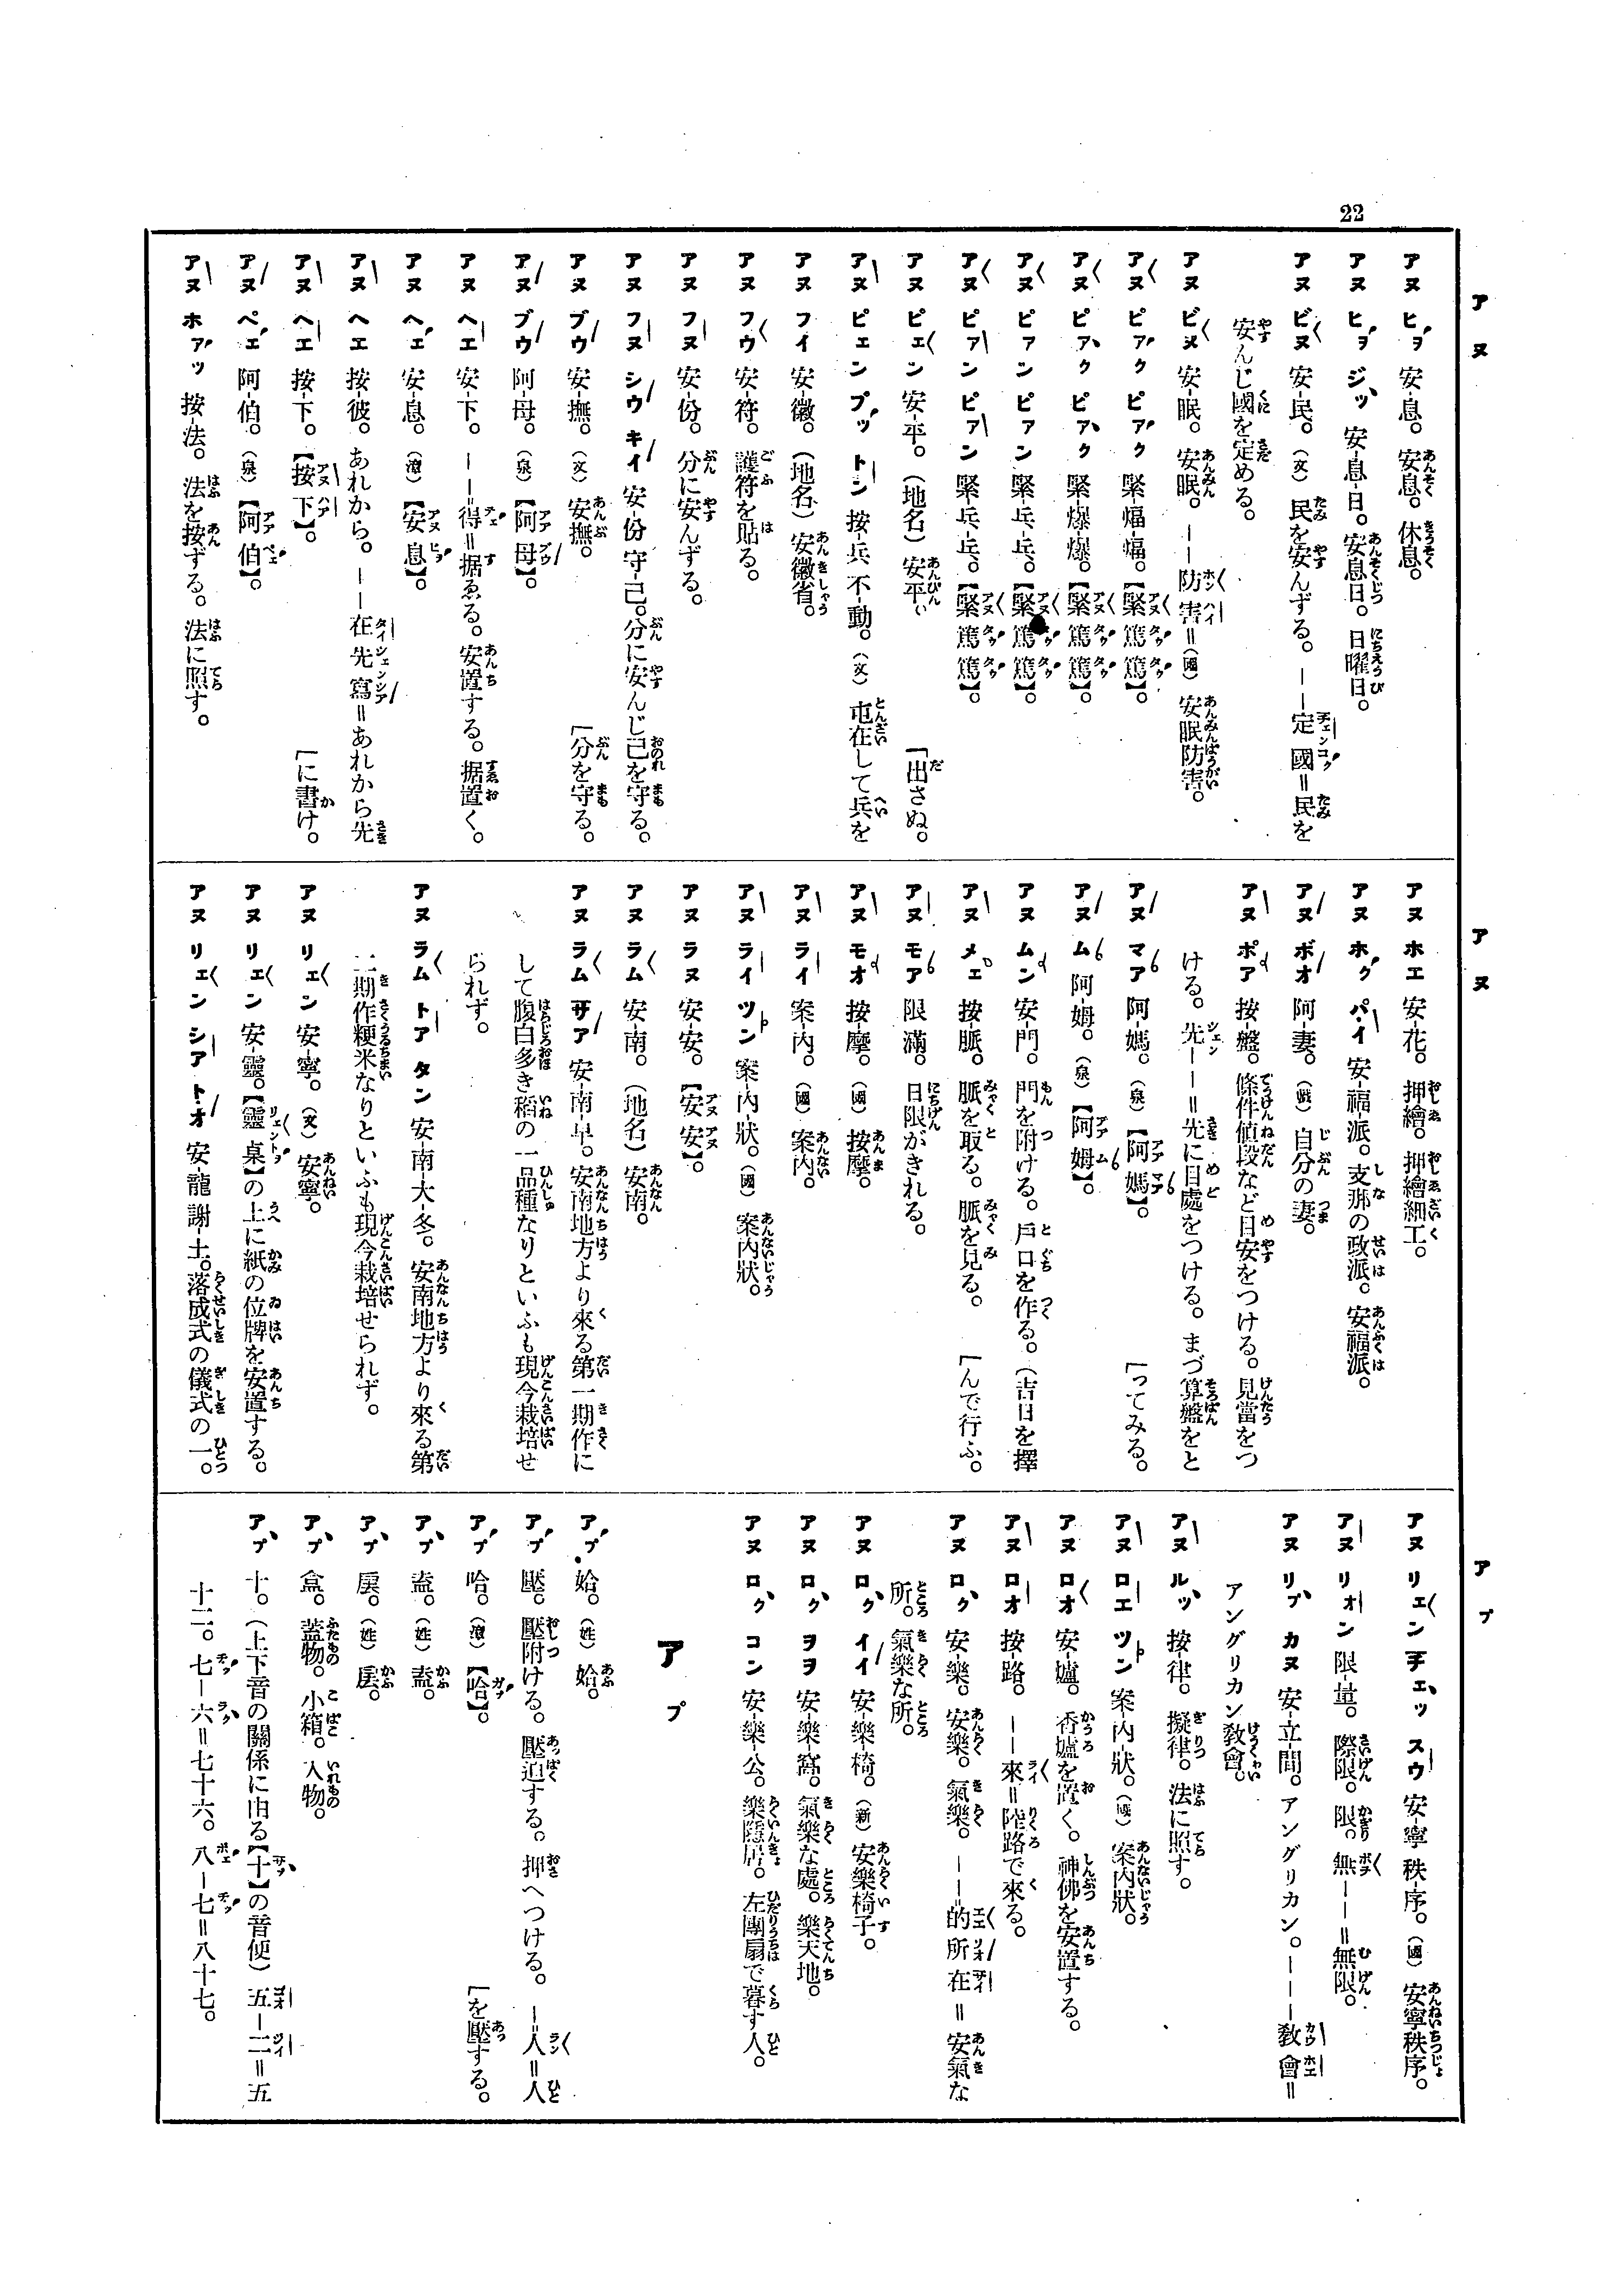 22
アヌ
アヌ ヒヲ 安-息。安息。休息。
アヌ ヒヲ ジッ 安-息-日。安息日。日曜日。
アヌ ビヌ 安-民。(文) 民を安んずる。――定 國＝民を
安んじ國を定める。
アヌ ビヌ 安-眠。安眠。――防 害＝(國) 安眠防害。
アヌ ピァク ピァク 緊-煏-煏。【緊 篤 篤】。
アヌ ピァク ピァク 緊-爆-爆。【緊 篤 篤】。
アヌ ピァン ピァン 緊-乓-乓。【緊 篤 篤】。
アヌ ピァン ピァン 緊-乓-乓。【緊 篤 篤】。
アヌ ピェン 安-平。(地名) 安平。
アヌ ピェン プッ トン 按-兵 不-動。(文) 屯在して兵を
「出さぬ。
アヌ フイ 安-徽。(地名) 安徽省。
アヌ フウ 安-符。護符を貼る。
アヌ フヌ 安-份。分に安んずる。
アヌ フヌ シウ キイ 安-份 守-己。分に安んじ己を守る。
「分を守る。
アヌ ブウ 安-撫。(文) 安撫。
アヌ ブウ 阿-母。(泉)【阿 母】。
アヌ ヘエ 安-下。――＝得＝据ゑる。安置する。据置く。
アヌ ヘェ 安-息。(漳)【安 息】。
アヌ ヘエ 按-彼。あれから。――在 先 寫＝あれから先
「に書け。
アヌ ヘエ 按-下。【按 下】。
アヌ ペェ 阿-伯。(泉)【阿 伯】。
アヌ ホァッ 按-法。法を按ずる。法に照す。
アヌ
アヌ ホエ 安-花。押繪。押繪細工。
アヌ ホク パイ 安-福-派。支那の政派。安福派。
アヌ ボオ 阿-妻。(戲) 自分の妻。
アヌ ポア 按-盤。條件値段など目安をつける。見當をつ
ける。先――＝先に目處をつける。まづ算盤をと
「ってみる。
アヌ マア 阿-媽。(泉)【阿 媽】。
アヌ ム 阿-姆。(泉)【阿 姆】。
アヌ ムン 安-門。門を附ける。戶口を作る。(吉日を擇
「んで行ふ。
アヌ メェ 按-脈。脈を取る。脈を見る。
アヌ モア 限-滿。日限がきれる。
アヌ モオ 按-摩。(國) 按摩。
アヌ ライ 案-內。(國) 案內。
アヌ ライ ツン 案-內-狀。(國) 案內狀。
アヌ ラヌ 安-安。【安 安】。
アヌ ラム 安-南。(地名) 安南。
アヌ ラム サア 安-南-早。安南地方より來る第一期作に
して腹白多き稻の一品種なりといふも現今栽培せ
られず。
アヌ ラム トア タン 安-南-大-冬。安南地方より來る第
二期作粳米なりといふも現今栽培せられず。
アヌ リェン 安-寧。(文) 安寧。
アヌ リェン 安-靈。【靈 桌】の上に紙の位牌を安置する。
アヌ リェン シア トオ 安-龍 謝-土。落成式の儀式の一。
アプ
アヌ リェン チェッ スウ 安-寧 秩-序。(國) 安寧秩序。
アヌ リォン 限-量。際限。限。無――＝無限。
アヌ リプ カヌ 安-立-間。アングリカン。―――敎 會＝
アングリカン敎會。
アヌ ルッ 按-律。擬律。法に照す。
アヌ ロエ ツン 案-內-狀。案內狀。
アヌ ロオ 安-爐。香爐を置く。神佛を安置する。
アヌ ロオ 按-路。――來＝陸路で來る。
アヌ ロク 安-樂。安樂。氣樂。――＝的 所 在＝安氣な
所。氣樂な所。
アヌ ロク イイ 安-樂-椅。(新) 安樂椅子。
アヌ ロク ヲヲ 安-樂-窩。氣樂な處。樂天地。
アヌ ロク コン 安-樂-公。樂隱居。左團扇で暮す人。
アプ
アプ 姶。(姓) 姶。
アプ 壓。壓附ける。壓迫する。押へつける。―＝人＝人
「を壓する。
アプ 哈。(漳)【哈】。
アプ 盍。(姓) 盍。
アプ (姓)
アプ 盒。蓋物。小箱。入物。
アプ 十。(上下音の關係に由る【十】の音便) 五―二＝五
十二。七―六＝七十六。八―七＝八十七。